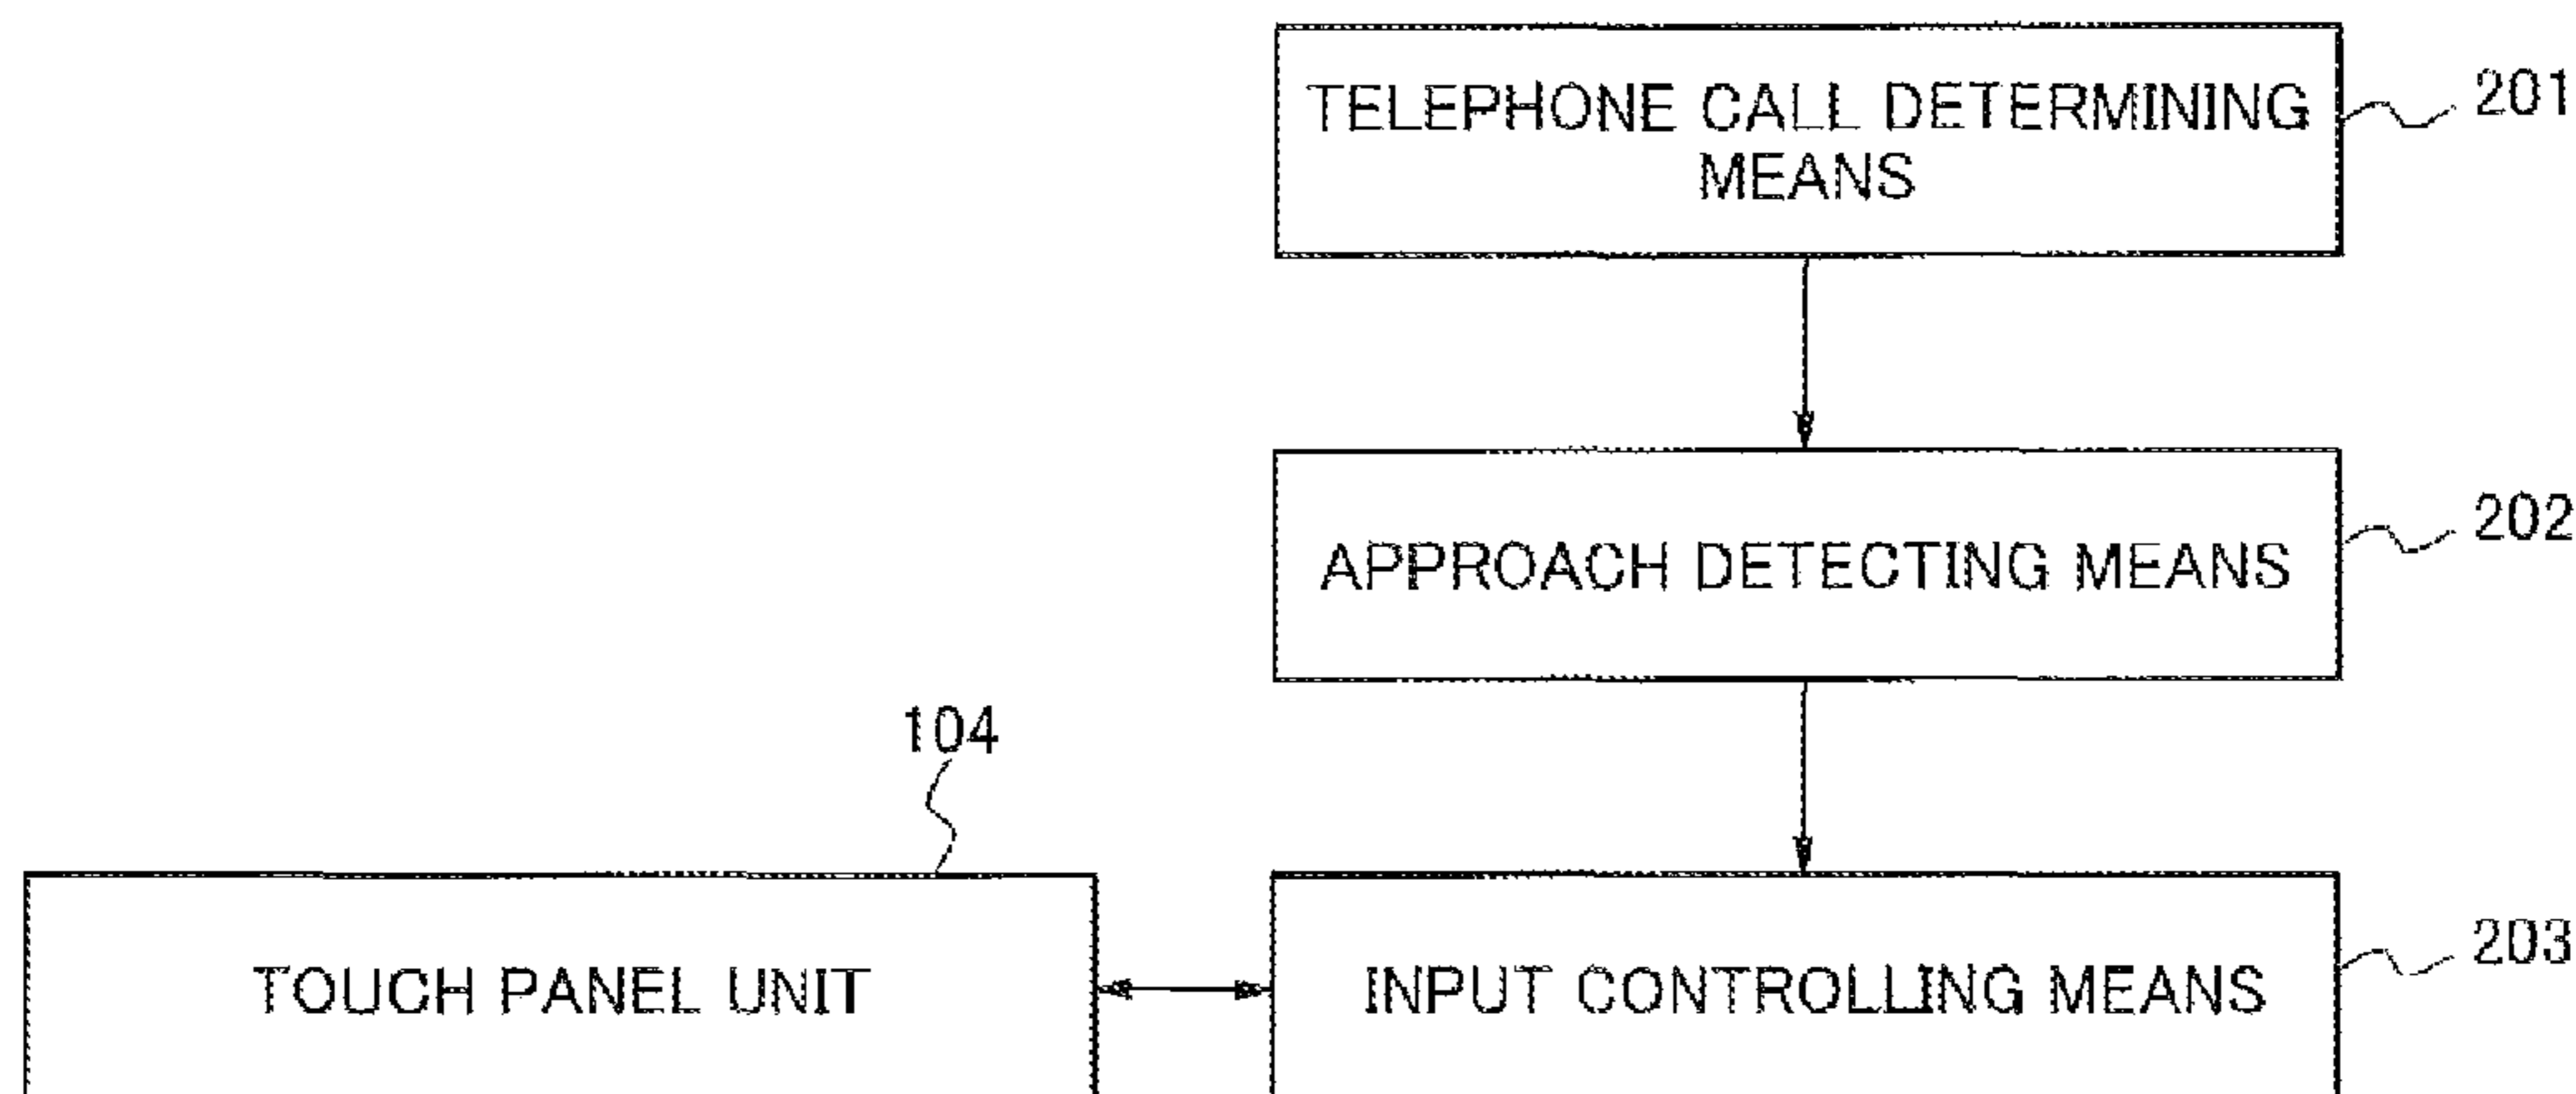 TELEPHONE CALL DETERMINING
MEANS
201
APPROACH DETECTING MEANS
202
104
TOUCH PANEL UNIT
INPUT CONTROLLING MEANS
203